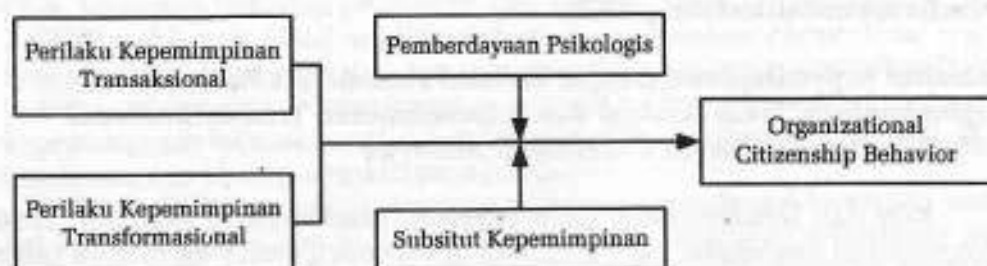 Perilaku Kepemimpinan
Transaksional
Pemberdayaan Psikologis
Organizational
Citizenship Behavior
Perilaku Kepemimpinan
Transformasional
Subsitut Kepemimpinan